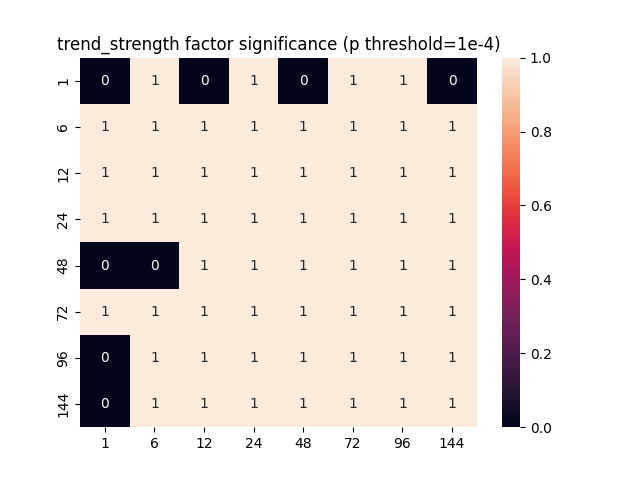 trend_strength factor significance (p threshold=1e-4)
1 0 1 0 1 0 1 1 0
6 1 1 1 1 1 1 1 1
12 1 1 1 1 1 1 1 1
24 1 1 1 1 1 1 1 1
48 0 0 1 1 1 1 1 1
72 1 1 1 1 1 1 1 1
96 0 1 1 1 1 1 1 1
144 0 1 1 1 1 1 1 1
1 6 12 24 48 72 96 144
1.0
0.8
0.6
0.4
0.2
0.0